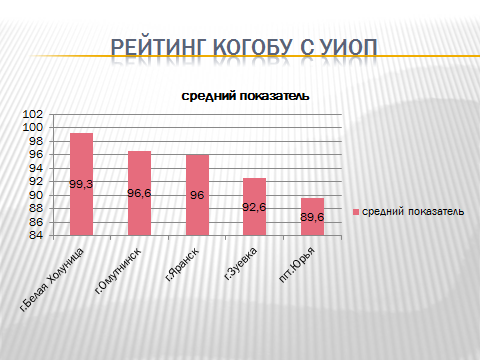 РЕЙТИНГ КОГОБУ С УИОП
средний показатель
102
100
98
96
94
92
90
88
86
84
99,3
96,6
96
92,6
89,6
г.Белая Холуница
г.Омутнинск
г.Яранск
г.Зуевка
пгт.Юрья
средний показатель